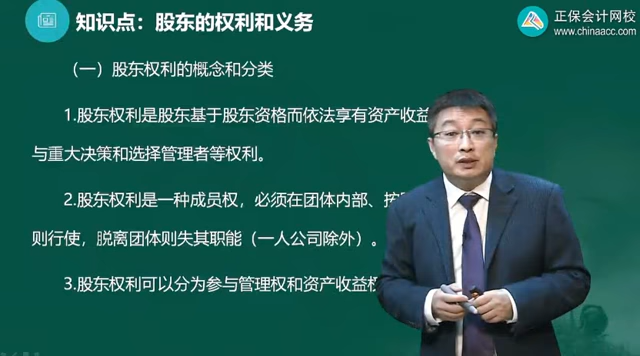 知识点：股东的权利和义务
正保会计网校
www.chinaacc.com
（一）股东权利的概念和分类
1.股东权利是股东基于股东资格而依法享有资产收益
与重大决策和选择管理者等权利。
2.股东权利是一种成员权，必须在团体内部、按
则行使，脱离团体则失其职能（一人公司除外）。
3.股东权利可以分为参与管理权和资产收益权